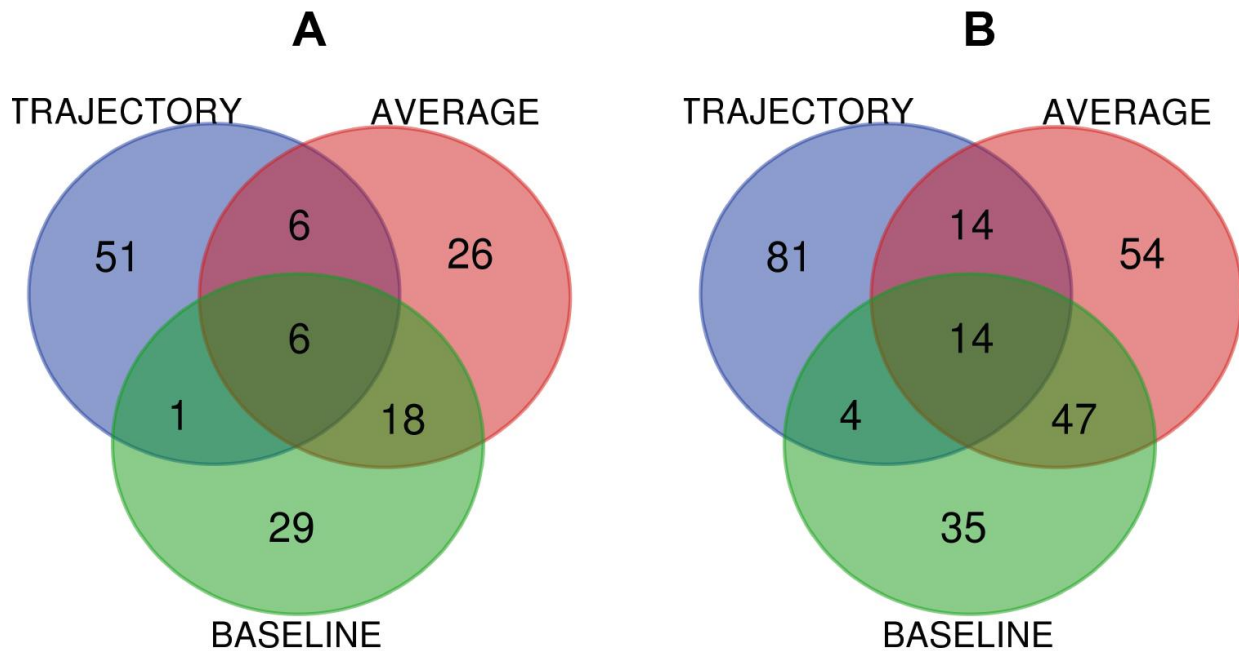 A
TRAJECTORY
AVERAGE
51
6
26
6
1
18
29
BASELINE
B
TRAJECTORY
AVERAGE
81
14
54
14
4
47
35
BASELINE